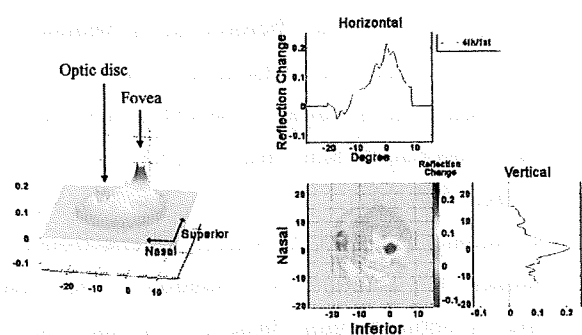 Optic disc
Fovea
0.2
0.1
0
-0.1
-20 -10 0 10
Nasal
Superior
Horizontal
4th/1st
Reflection Change
0.2
0.1
0
-0.1
-20 -10 0 10
Degree
Reflection
Change
Nasal
20
10
0
-10
-20
-20 -10 0 10
Inferior
0.2
0.1
0
-0.1
Vertical
20
10
0
-10
-20
0 0.1 0.2